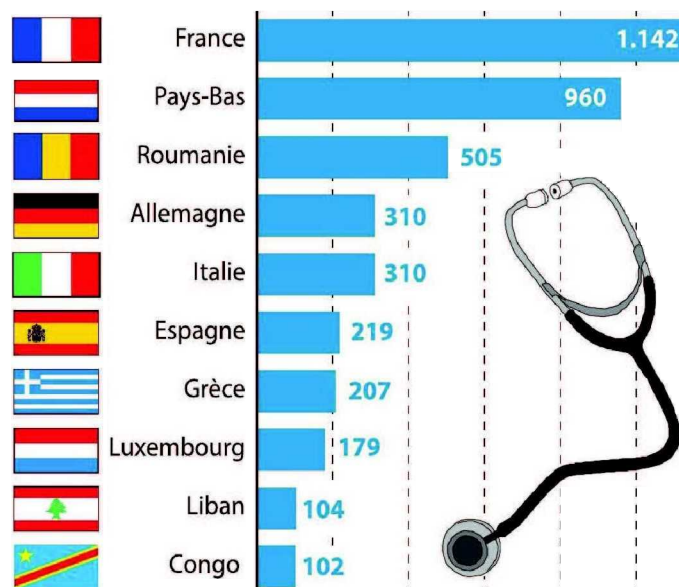 France 1.142
Pays-Bas 960
Roumanie 505
Allemagne 310
Italie 310
Espagne 219
Grèce 207
Luxembourg 179
Liban 104
Congo 102